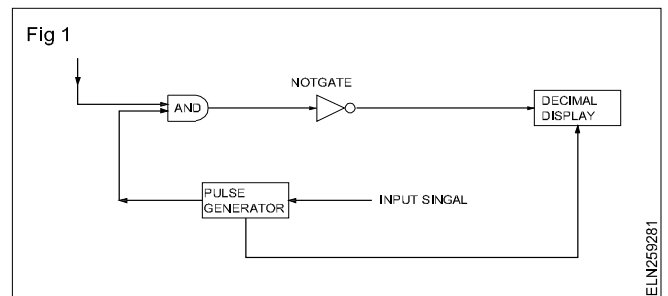 Fig 1
NOTGATE
AND
DECIMAL
DISPLAY
PULSE
GENERATOR
INPUT SINGAL
ELN259281